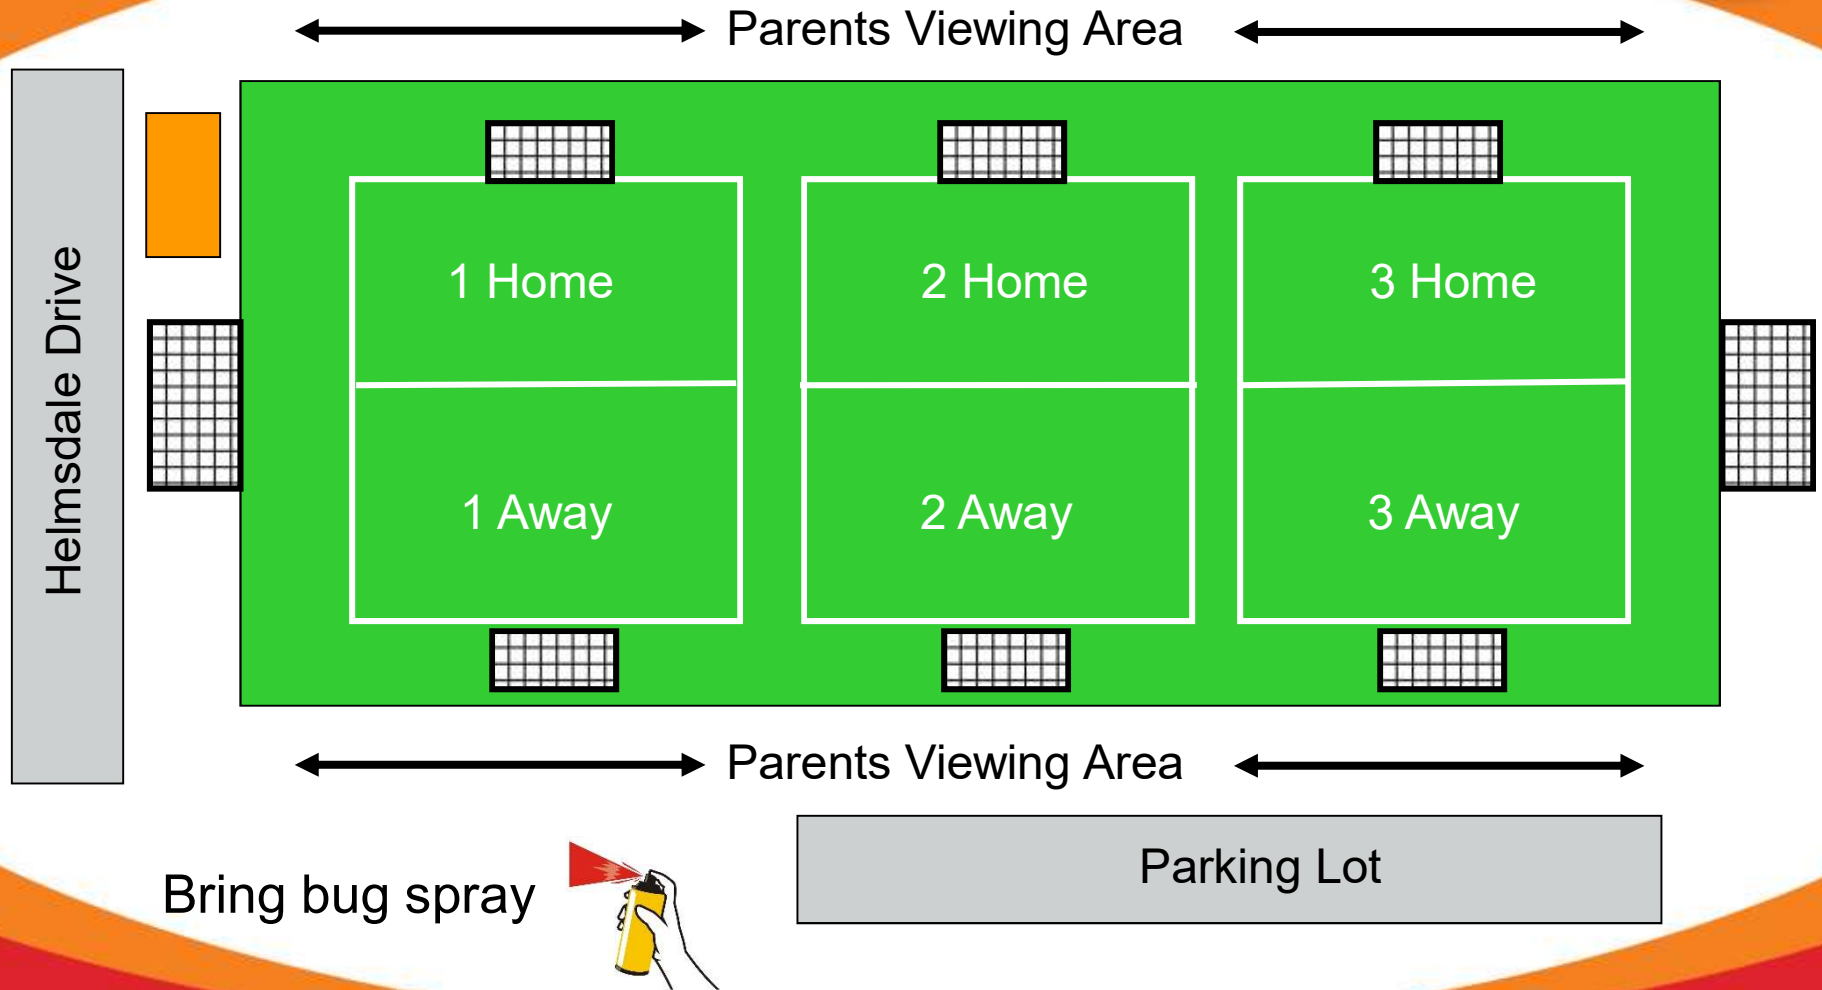 Parents Viewing Area
Helmsdale Drive
1 Home
2 Home
3 Home
1 Away
2 Away
3 Away
Parents Viewing Area
Parking Lot
Bring bug spray